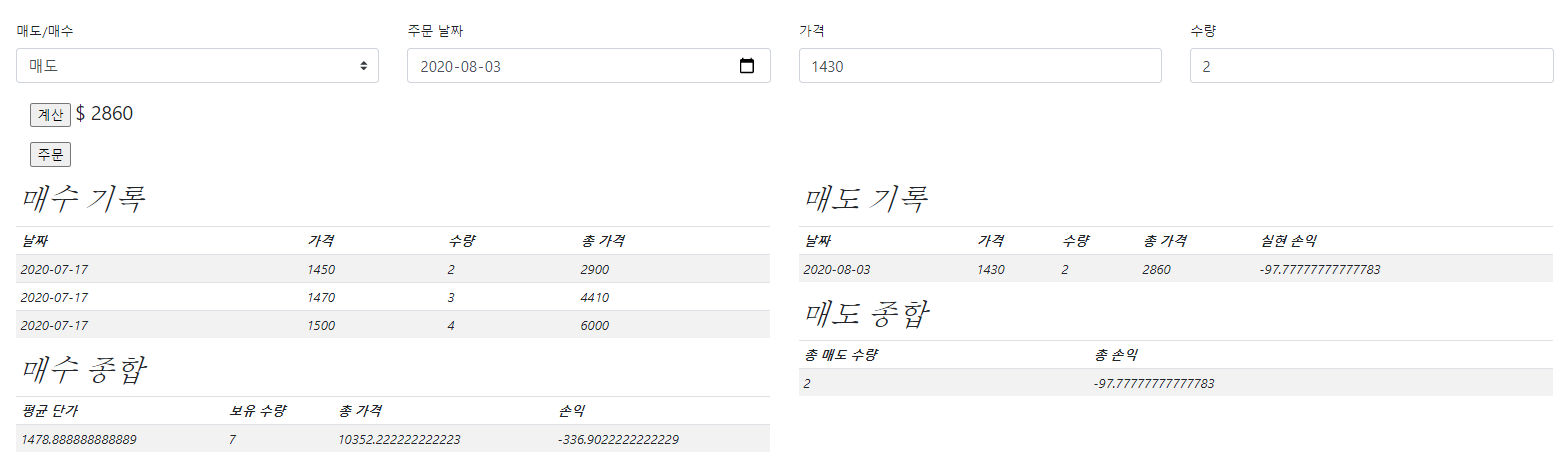 매도/매수 주문 날짜 가격 수량
매도 2020-08-03 1430 2
계산 $ 2860
주문
매수 기록
날짜 가격 수량 총 가격
2020-07-17 1450 2 2900
2020-07-17 1470 3 4410
2020-07-17 1500 4 6000
매수 종합
평균 단가 보유 수량 총 가격 손익
1478.888888888889 7 10352.222222222223 -336.9022222222229
매도 기록
날짜 가격 수량 총 가격 실현 손익
2020-08-03 1430 2 2860 -97.77777777777783
매도 종합
총 매도 수량 총 손익
2 -97.77777777777783